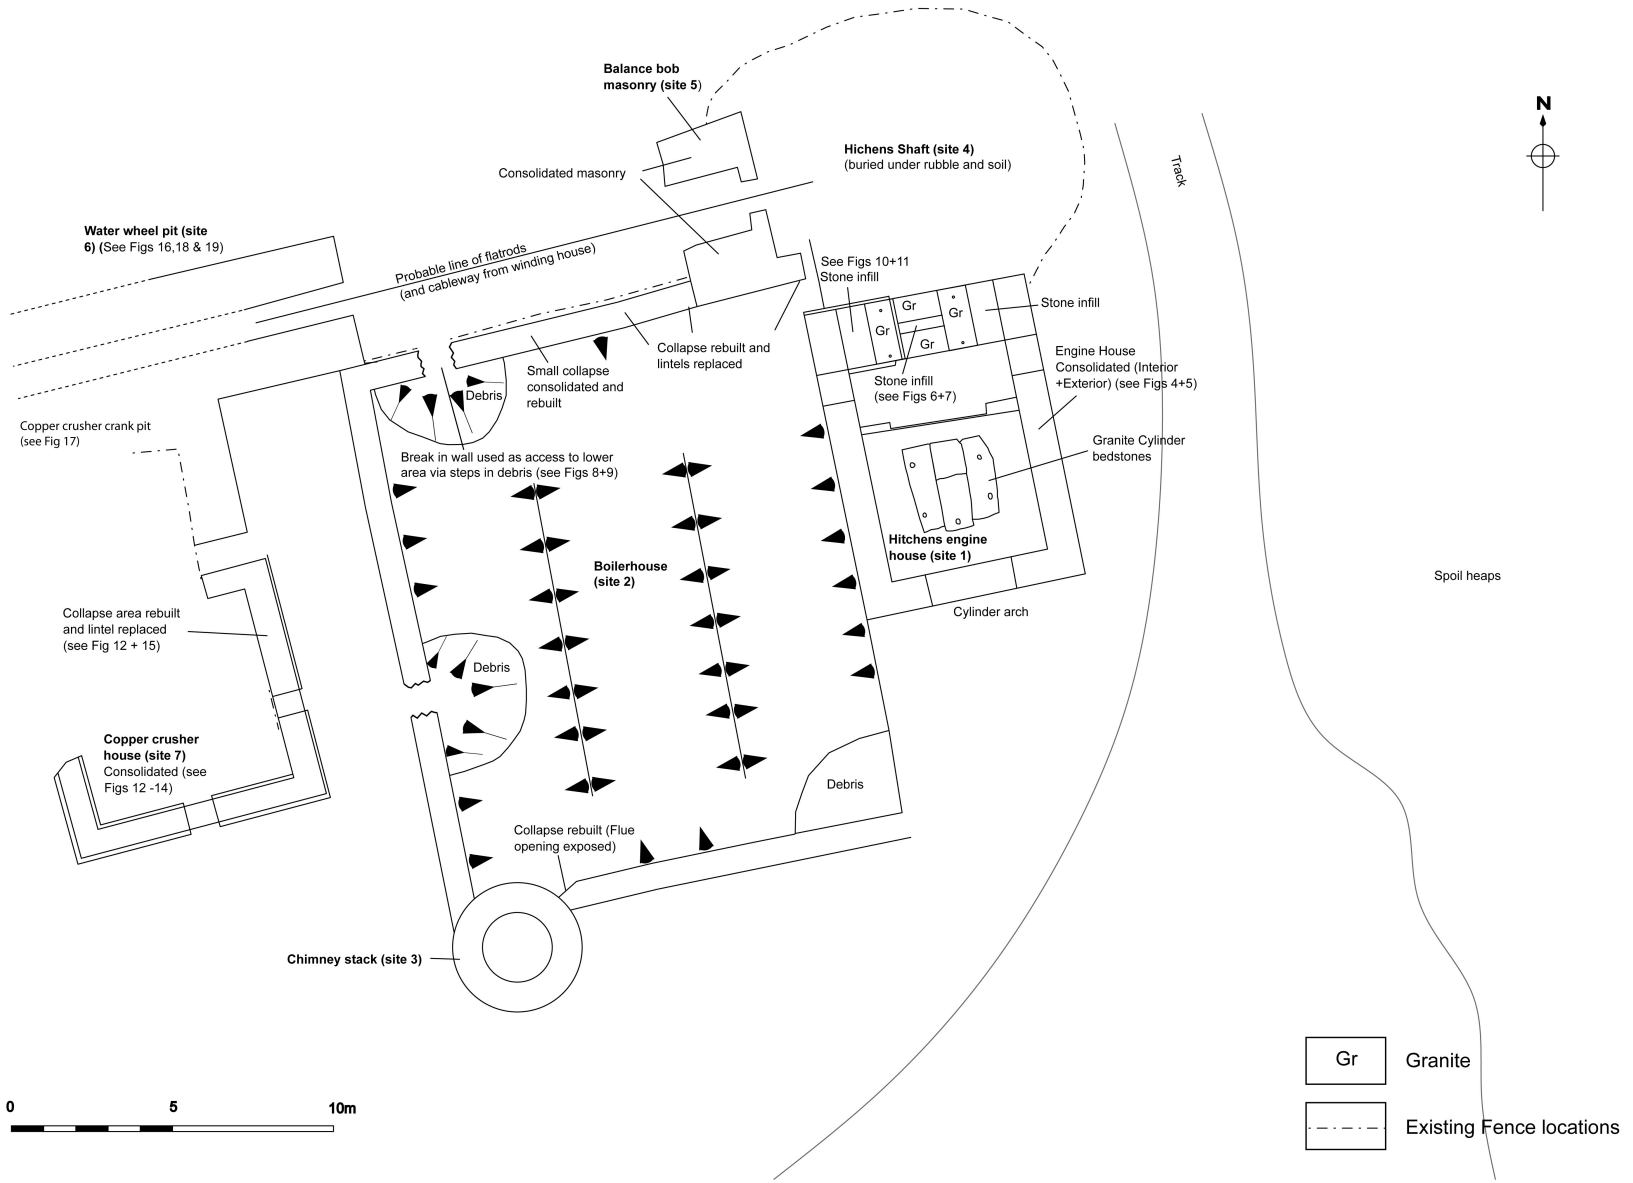 Balance bob
masonry (site 5)
N
Hichens Shaft (site 4)
(buried under rubble and soil)
Track
Consolidated masonry
Water wheel pit (site
6) (See Figs 16,18 & 19)
Probable line of flatrods
(and cableway from winding house)
See Figs 10+11
Stone infill
Gr
Gr
Gr
Gr
Stone infill
Stone infill
(see Figs 6+7)
Engine House
Consolidated (Interior
+Exterior) (see Figs 4+5)
Collapse rebuilt and
lintels replaced
Small collapse
consolidated and
rebuilt
Debris
Copper crusher crank pit
(see Fig 17)
Break in wall used as access to lower
area via steps in debris (see Figs 8+9)
Granite Cylinder
bedstones
Hitchens engine
house (site 1)
Boilerhouse
(site 2)
Spoil heaps
Cylinder arch
Collapse area rebuilt
and lintel replaced
(see Fig 12 + 15)
Debris
Copper crusher
house (site 7)
Consolidated (see
Figs 12 -14)
Debris
Collapse rebuilt (Flue
opening exposed)
Chimney stack (site 3)
Gr
Granite
Existing Fence locations
0 5 10m